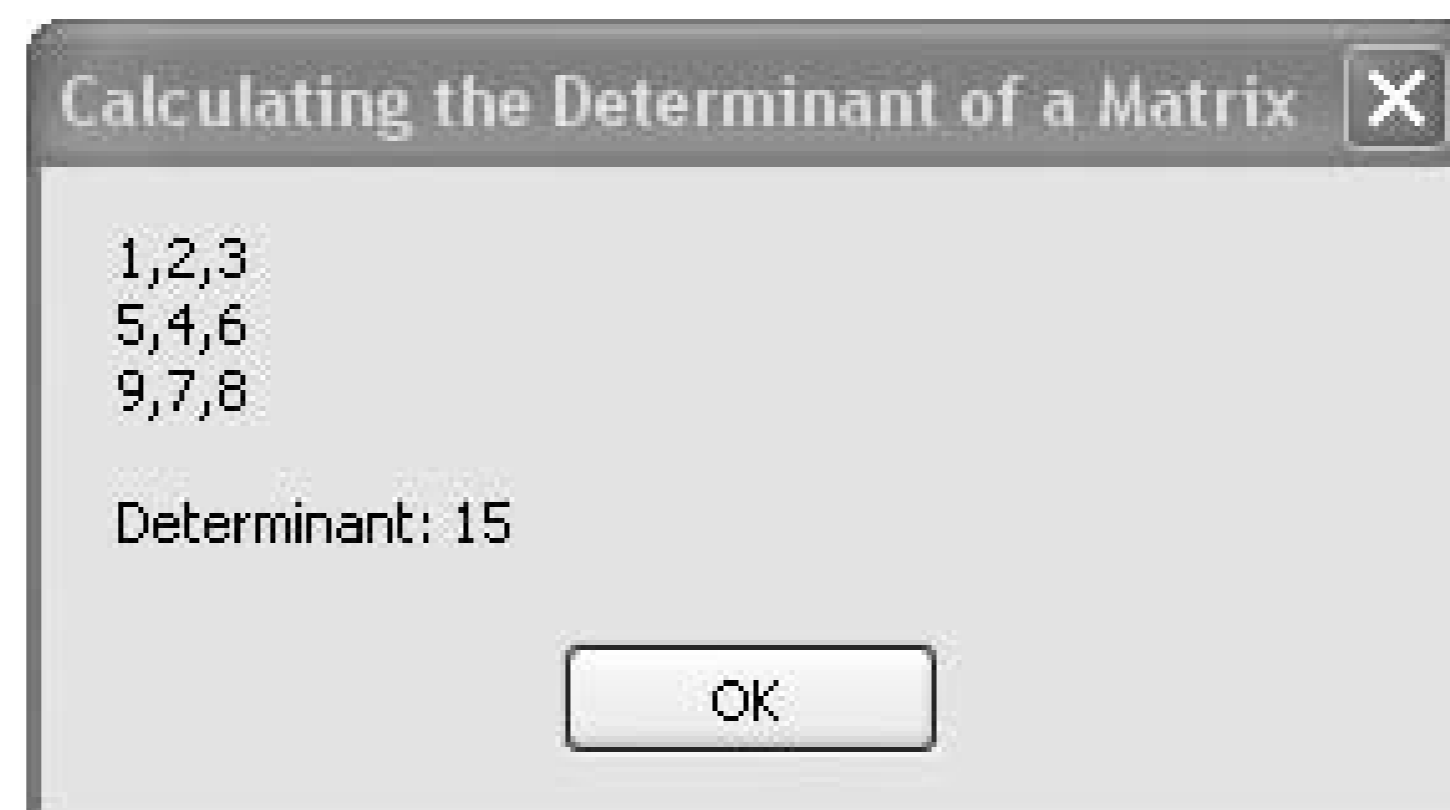 Calculating the Determinant of a Matrix
1,2,3
5,4,6
9,7,8
Determinant: 15
OK